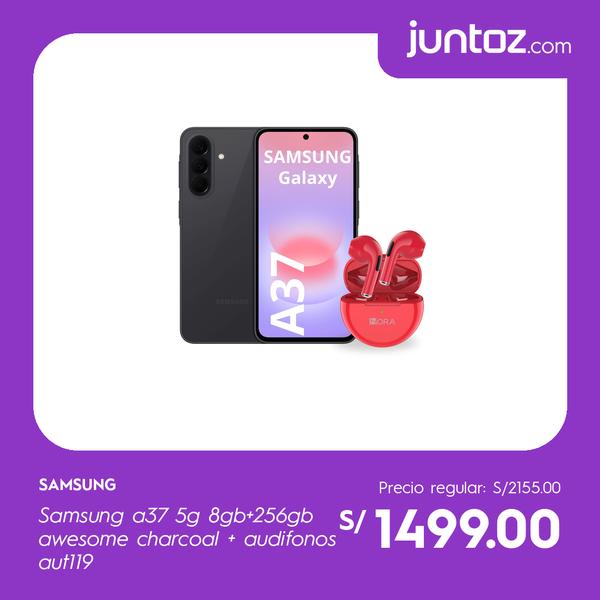 juntoz.com
SAMSUNG
Galaxy
A37
SAMSUNG
1HORA
SAMSUNG
Precio regular: S/2155.00
Samsung a37 5g 8gb+256gb
awesome charcoal + audifonos
aut119
S/ 1499.00